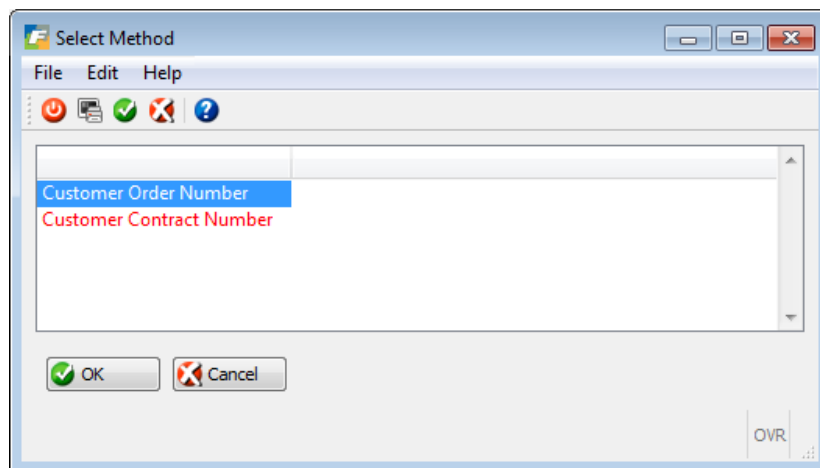 Select Method
File Edit Help
Customer Order Number
Customer Contract Number
OK Cancel
OVR